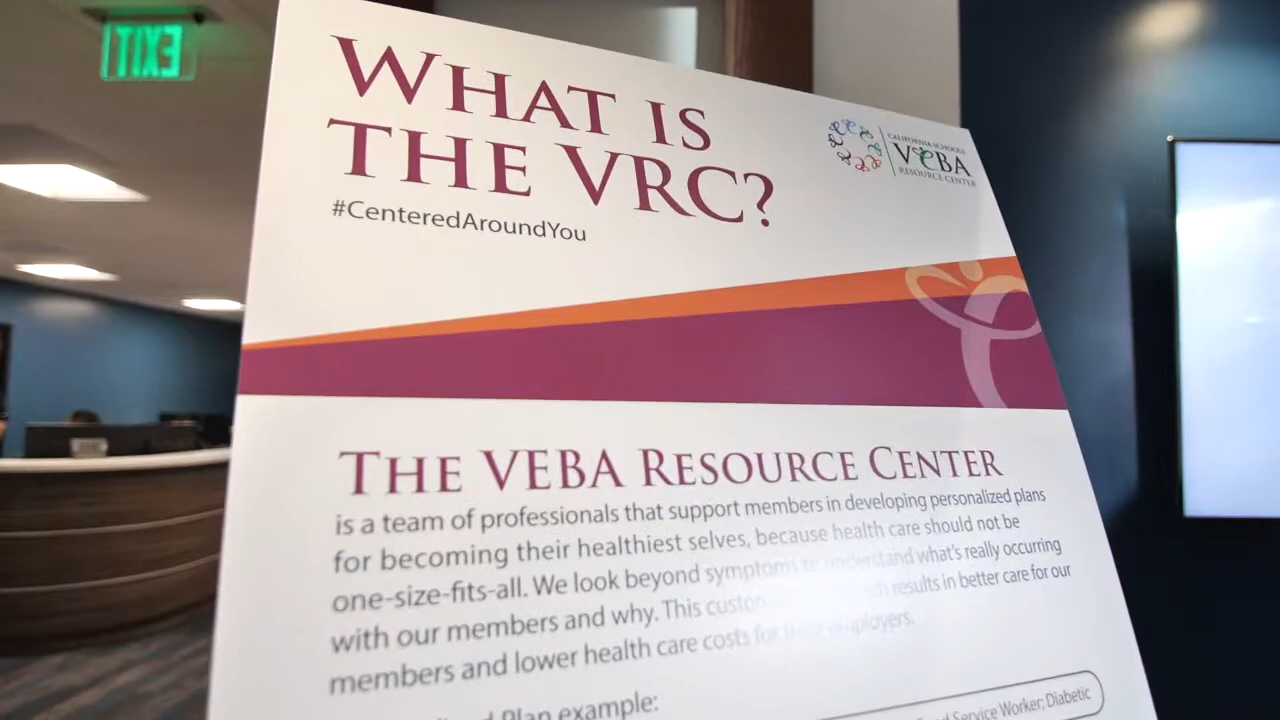 EXIT
WHAT IS
THE VRC?
#CenteredAroundYou
CALIFORNIA SCHOOLS
VEBA
RESOURCE CENTER
THE VEBA RESOURCE CENTER
is a team of professionals that support members in developing personalized plans
for becoming their healthiest selves, because health care should not be
one-size-fits-all. We look beyond symptoms to understand what's really occurring
with our members and why. This results in better care for our
members and lower health care costs for their employers.
Plan example:
Service Worker; Diabetic